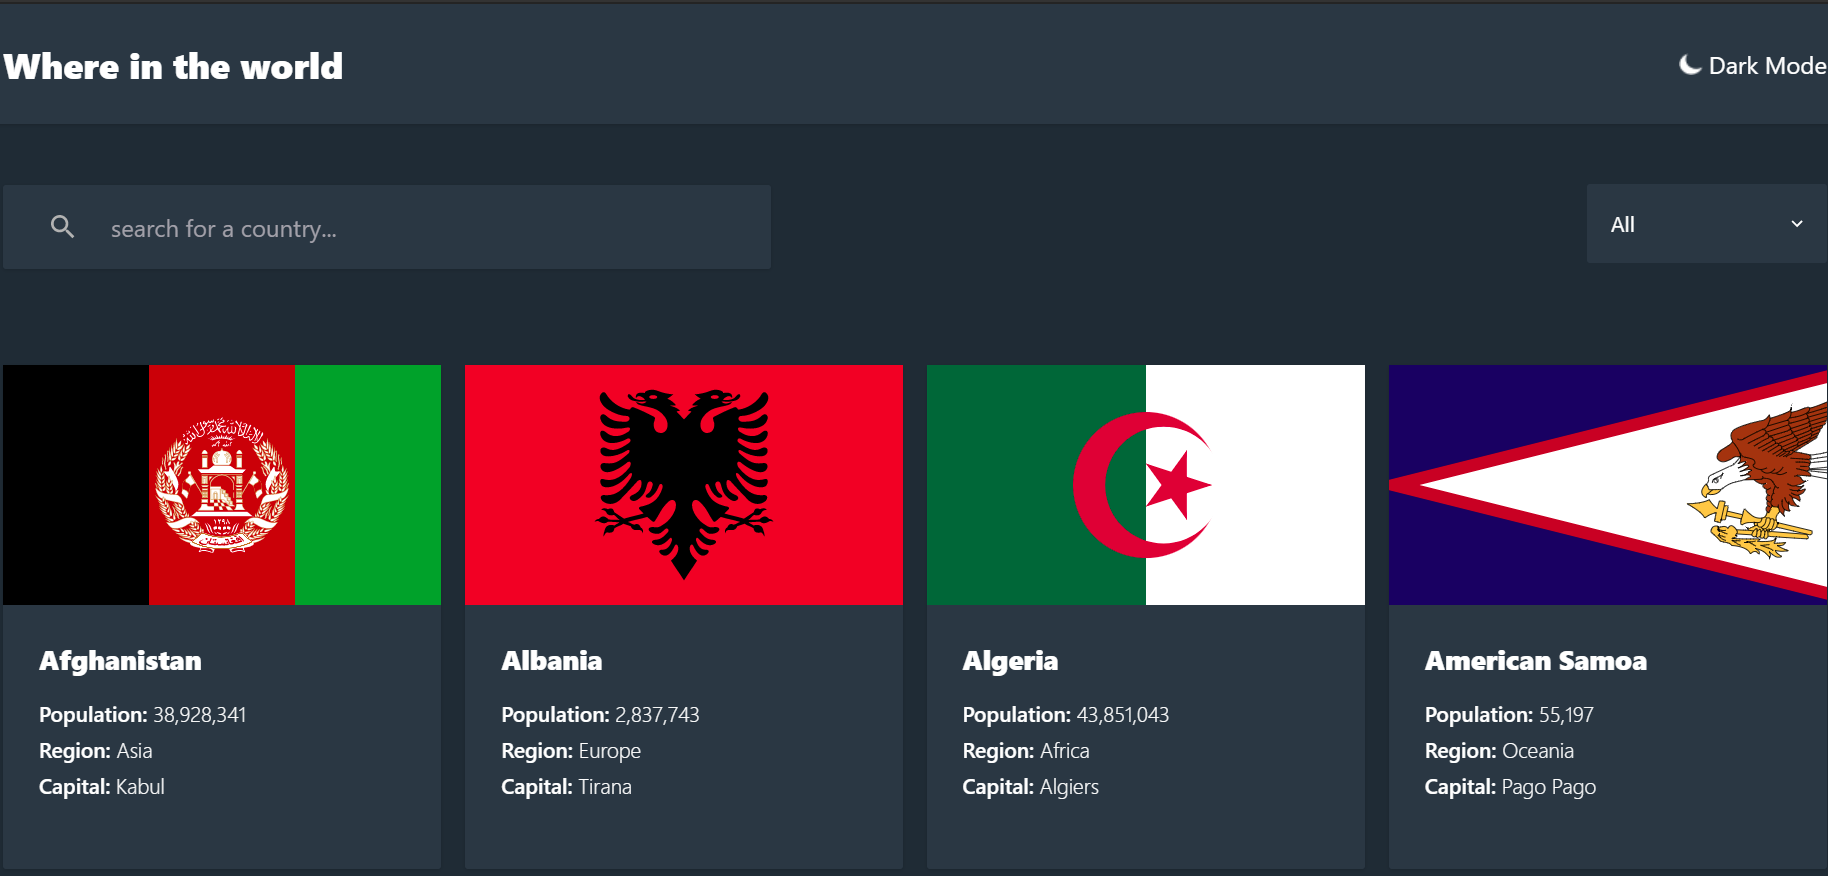 Where in the world
Dark Mode
search for a country...
All
Afghanistan
Population: 38,928,341
Region: Asia
Capital: Kabul
Albania
Population: 2,837,743
Region: Europe
Capital: Tirana
Algeria
Population: 43,851,043
Region: Africa
Capital: Algiers
American Samoa
Population: 55,197
Region: Oceania
Capital: Pago Pago